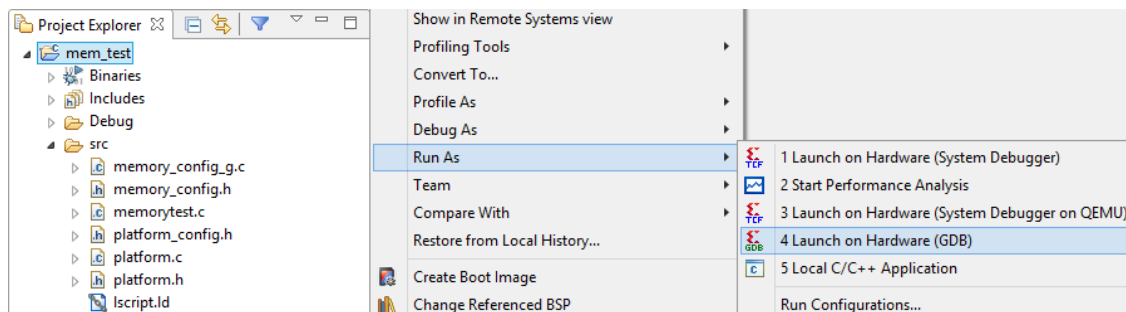 Project Explorer
mem_test
Binaries
Includes
Debug
src
memory_config_g.c
memory_config.h
memorytest.c
platform_config.h
platform.c
platform.h
lscript.ld
Show in Remote Systems view
Profiling Tools
Convert To...
Profile As
Debug As
Run As
Team
Compare With
Restore from Local History...
Create Boot Image
Change Referenced BSP
TCF
1 Launch on Hardware (System Debugger)
2 Start Performance Analysis
TCF
3 Launch on Hardware (System Debugger on QEMU)
GDB
4 Launch on Hardware (GDB)
c
5 Local C/C++ Application
Run Configurations...